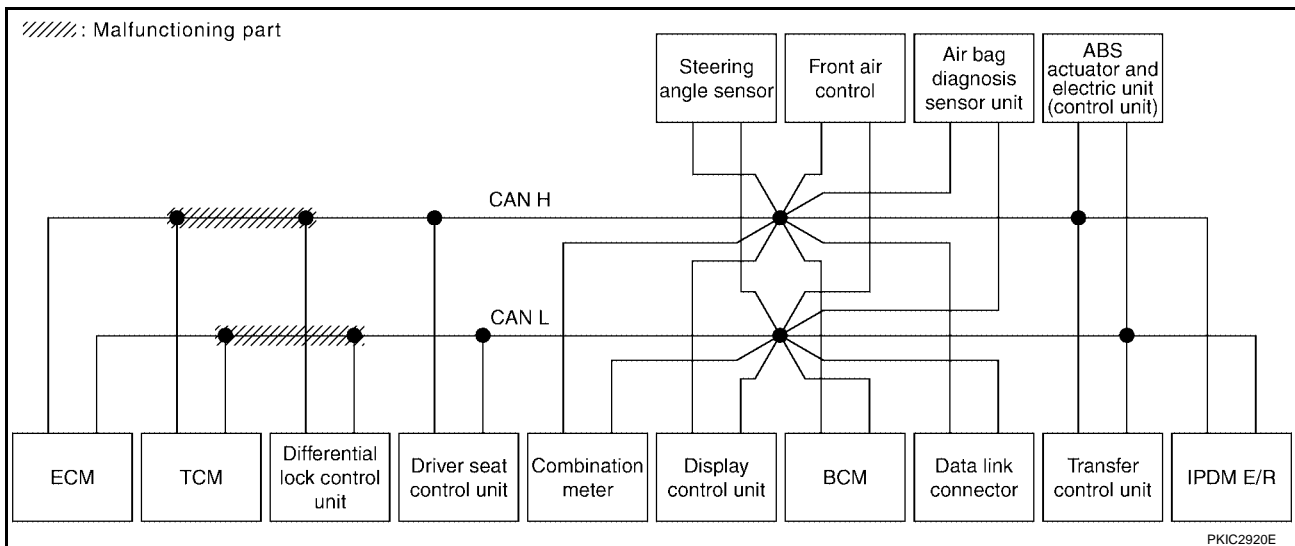 : Malfunctioning part
Steering
angle sensor
Front air
control
Air bag
diagnosis
sensor unit
ABS
actuator and
electric unit
(control unit)
CAN H
CAN L
ECM
TCM
Differential
lock control
unit
Driver seat
control unit
Combination
meter
Display
control unit
BCM
Data link
connector
Transfer
control unit
IPDM E/R
PKIC2920E